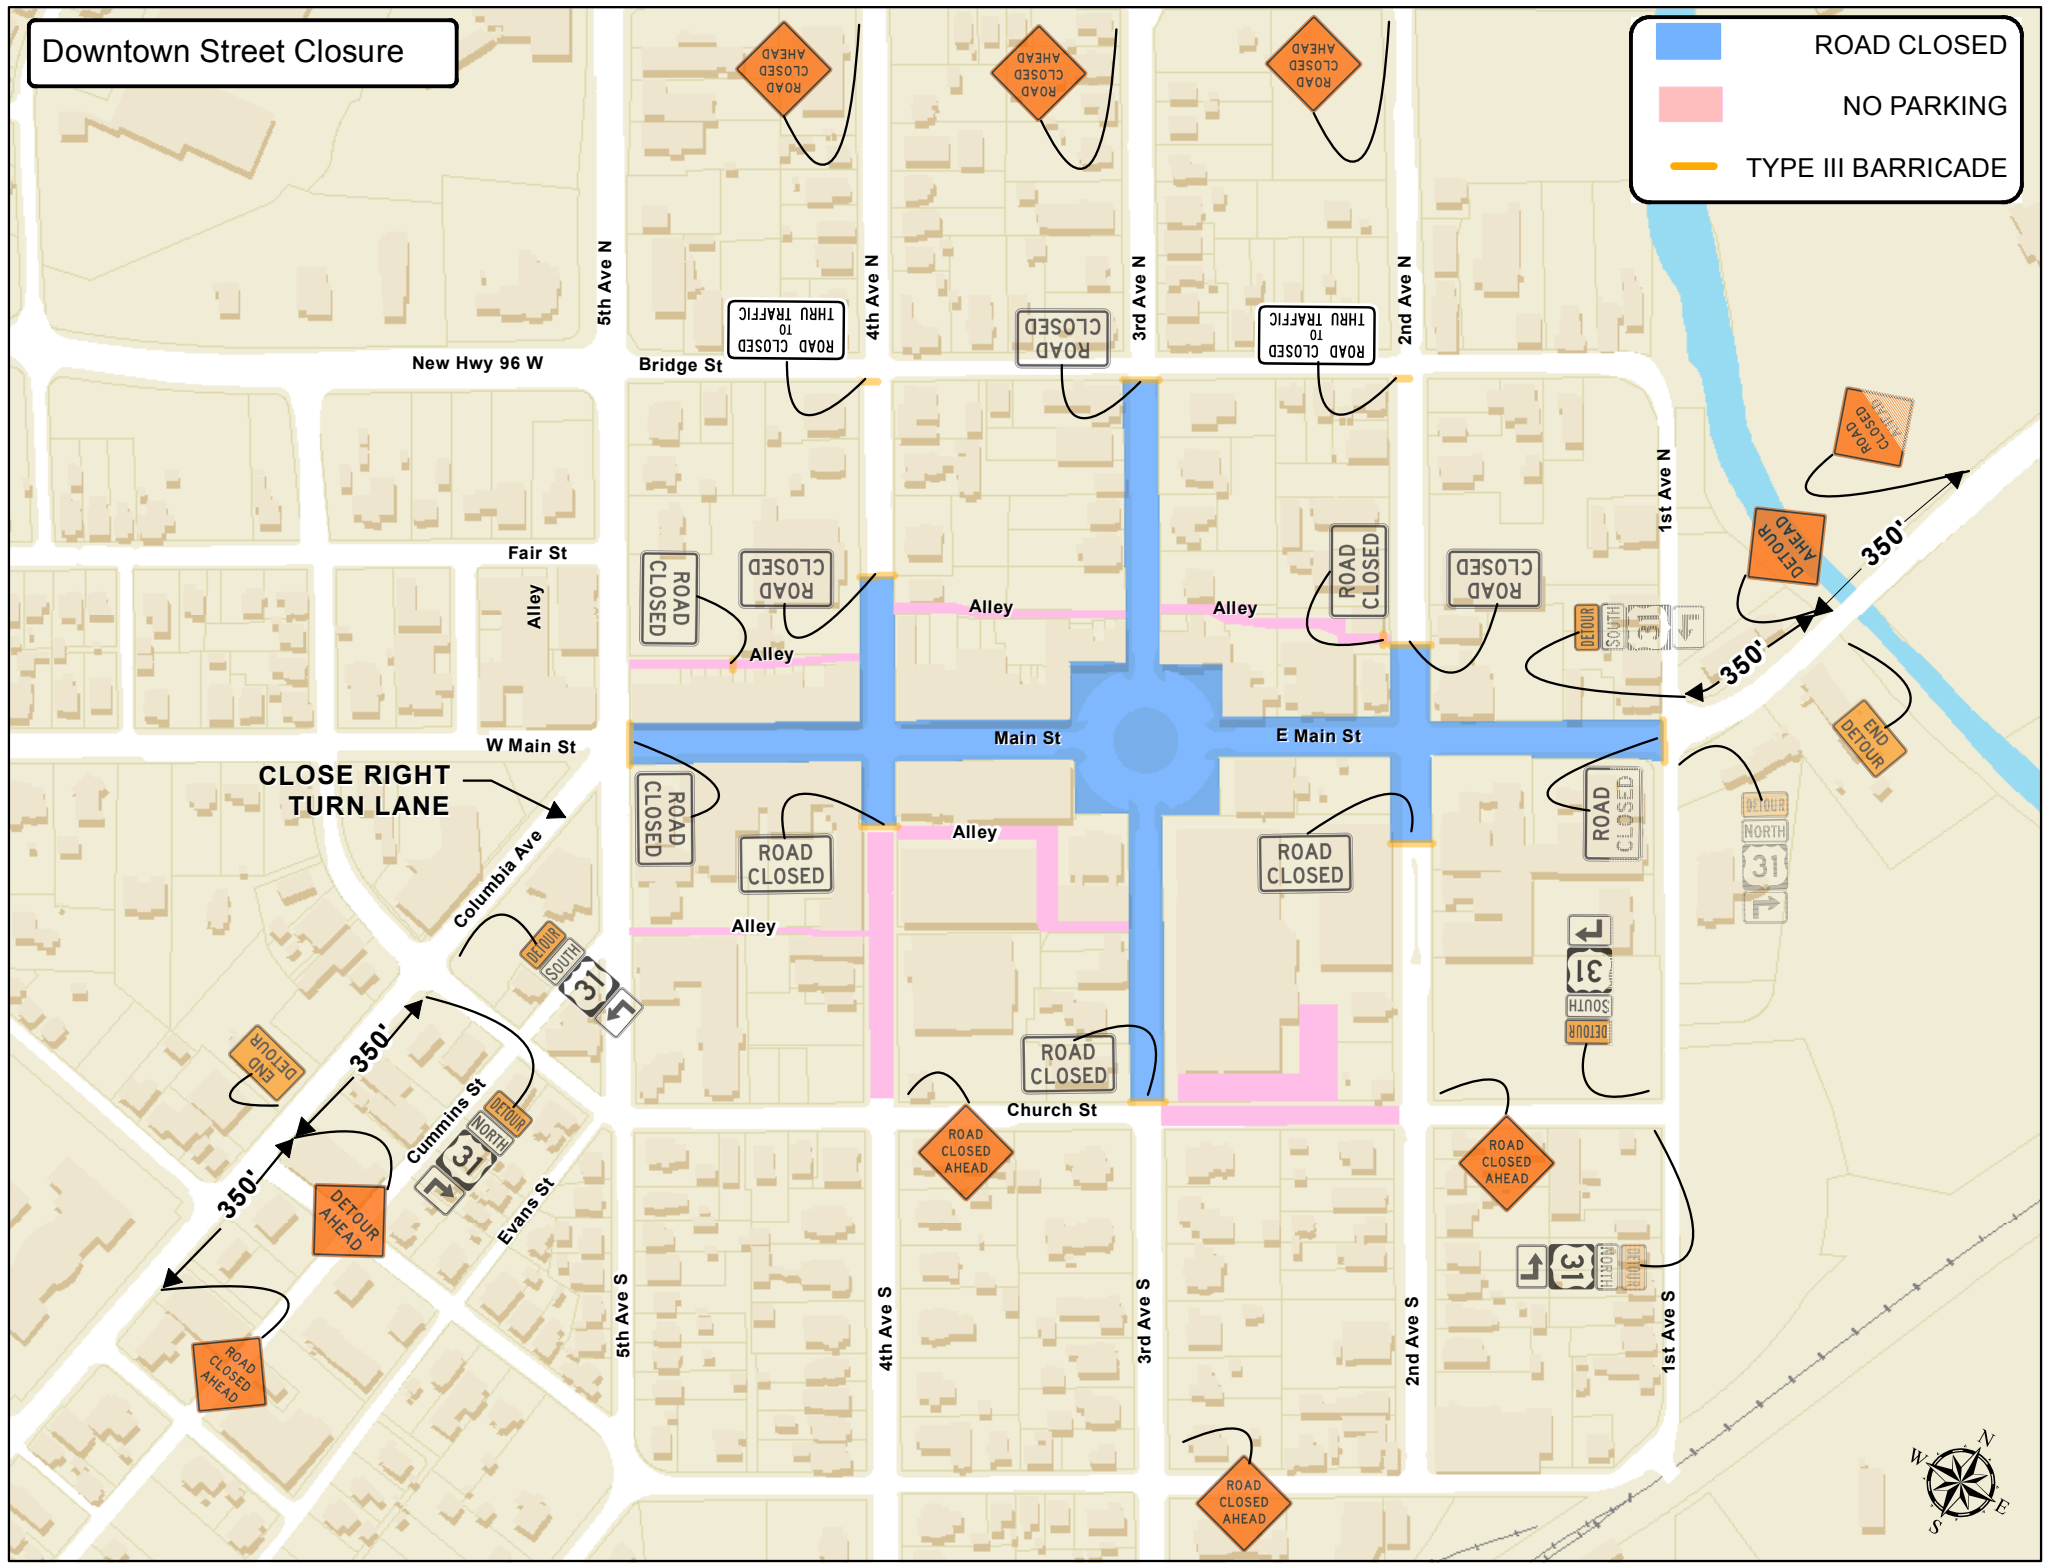 Downtown Street Closure
ROAD CLOSED
NO PARKING
TYPE III BARRICADE
ROAD
CLOSED
AHEAD
ROAD
CLOSED
AHEAD
ROAD
CLOSED
AHEAD
5th Ave N
4th Ave N
3rd Ave N
2nd Ave N
ROAD CLOSED
TO
THRU TRAFFIC
ROAD
CLOSED
ROAD CLOSED
TO
THRU TRAFFIC
New Hwy 96 W
Bridge St
ROAD
CLOSED
AHEAD
1st Ave N
DETOUR
AHEAD
350'
Fair St
Alley
ROAD
CLOSED
ROAD
CLOSED
ROAD
CLOSED
ROAD
CLOSED
Alley
Alley
Alley
DETOUR
SOUTH
31
350'
END
DETOUR
W Main St
Main St
E Main St
CLOSE RIGHT
TURN LANE
ROAD
CLOSED
ROAD
CLOSED
Alley
ROAD
CLOSED
ROAD
CLOSED
DETOUR
NORTH
31
Columbia Ave
Alley
DETOUR
SOUTH
31
31
SOUTH
DETOUR
350'
END
DETOUR
ROAD
CLOSED
Church St
Cummins St
DETOUR
NORTH
31
ROAD
CLOSED
AHEAD
ROAD
CLOSED
AHEAD
350'
DETOUR
AHEAD
Evans St
31
NORTH
DETOUR
5th Ave S
4th Ave S
3rd Ave S
2nd Ave S
1st Ave S
ROAD
CLOSED
AHEAD
ROAD
CLOSED
AHEAD
N
W
E
S